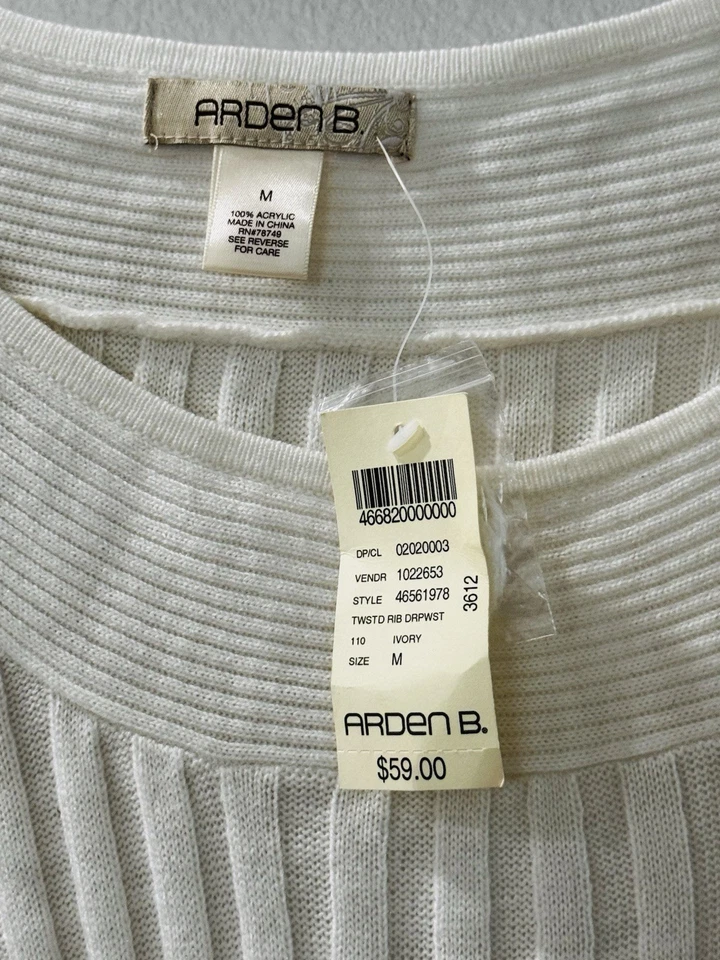 ARDEN B.
M
100% ACRYLIC
MADE IN CHINA
RN#78749
SEE REVERSE
FOR CARE
466820000000
DP/CL 02020003
VENDR 1022653
STYLE 46561978
3612
TWSTD RIB DRPWST
110 IVORY
SIZE M
ARDEN B.
$59.00